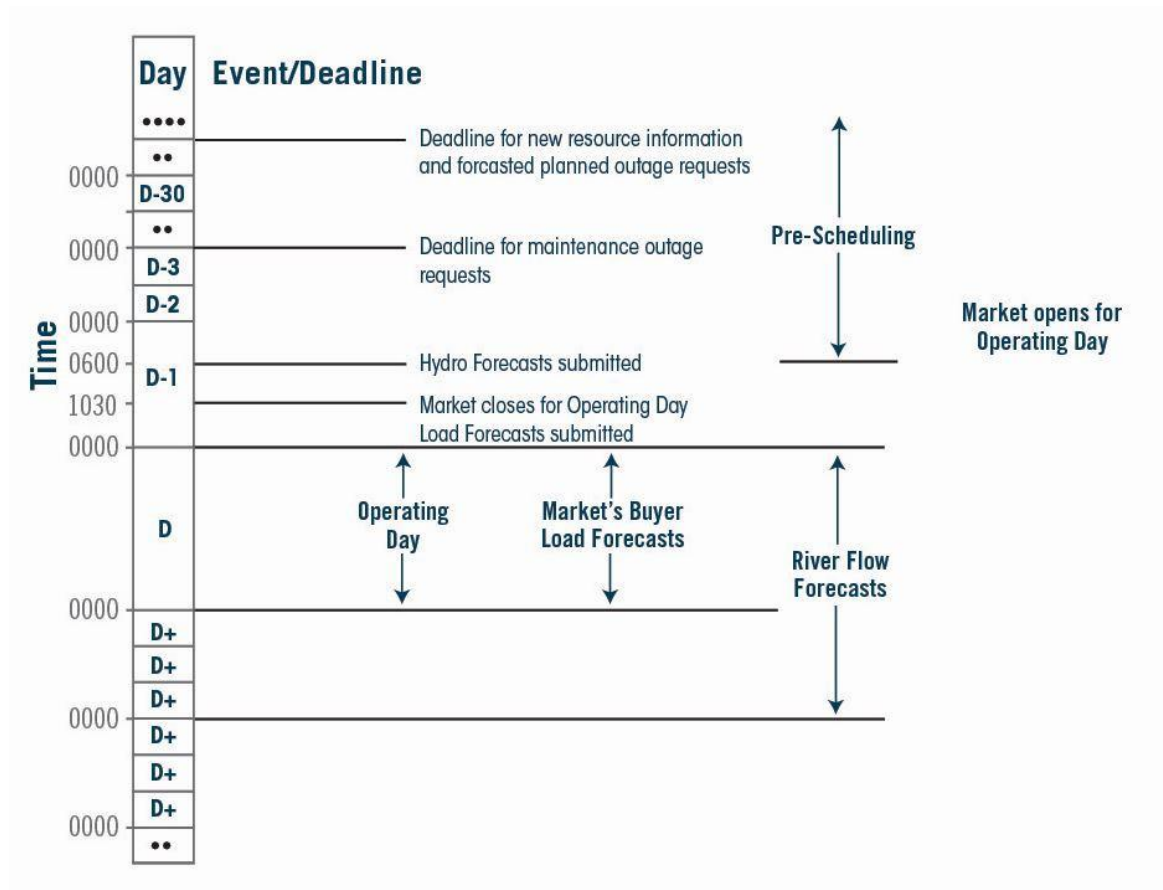 Day Event/Deadline
••••
Deadline for new resource information
and forcasted planned outage requests
••
0000
D-30
••
0000
Deadline for maintenance outage
requests
Pre-Scheduling
D-3
D-2
0000
Market opens for
Operating Day
Time
0600
Hydro Forecasts submitted
D-1
1030
Market closes for Operating Day
Load Forecasts submitted
0000
Operating
Day
Market's Buyer
Load Forecasts
D
River Flow
Forecasts
0000
D+
D+
D+
0000
D+
D+
D+
0000
••